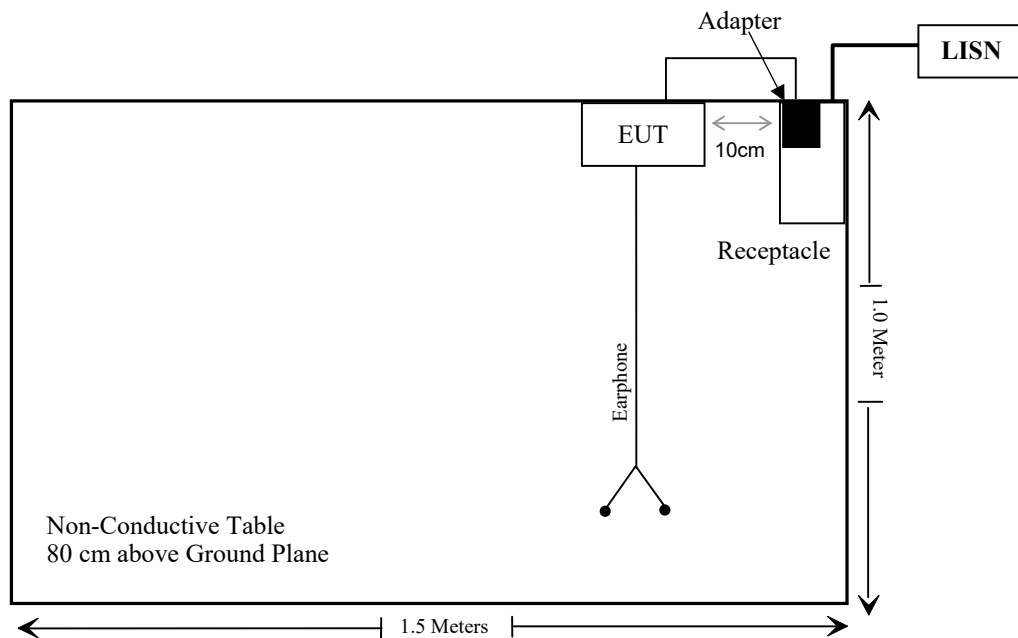 Adapter
LISN
EUT
10cm
Receptacle
1.0 Meter
Earphone
Non-Conductive Table
80 cm above Ground Plane
1.5 Meters